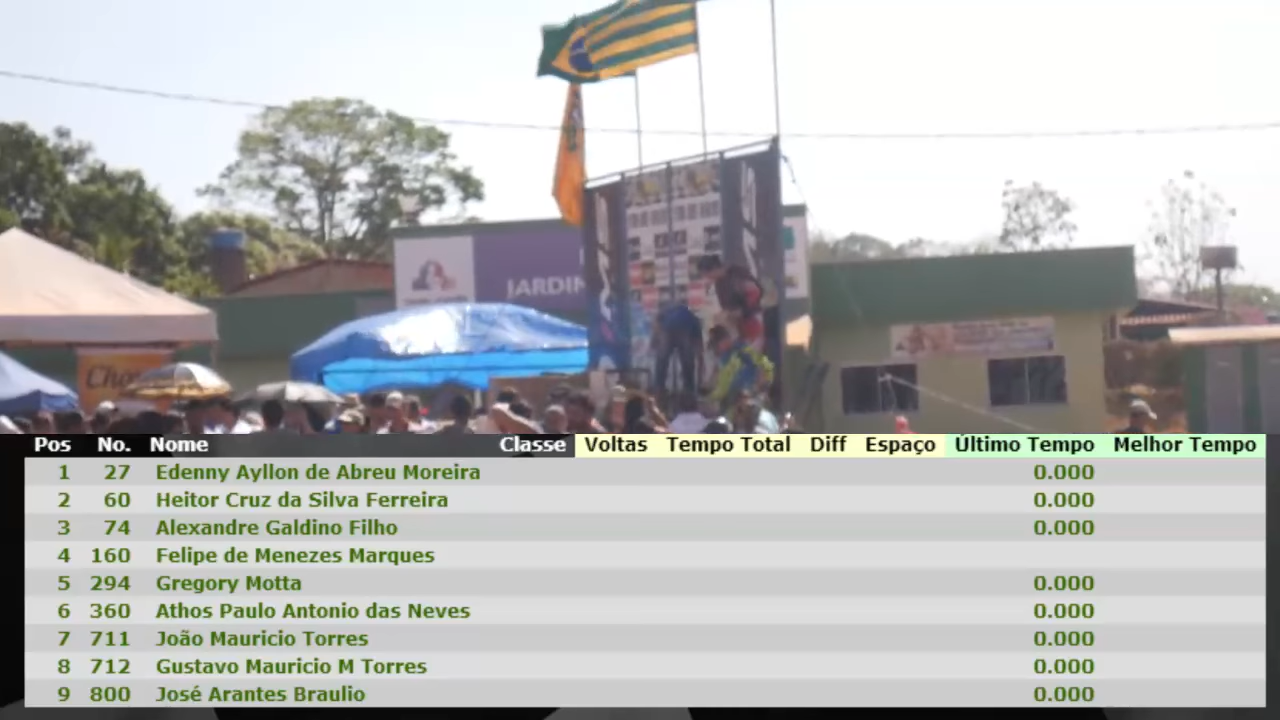 JARDIN
Cho
Pos No. Nome Classe Voltas Tempo Total Diff Espaço Último Tempo Melhor Tempo
1 27 Edenny Ayllon de Abreu Moreira 0.000
2 60 Heitor Cruz da Silva Ferreira 0.000
3 74 Alexandre Galdino Filho 0.000
4 160 Felipe de Menezes Marques
5 294 Gregory Motta 0.000
6 360 Athos Paulo Antonio das Neves 0.000
7 711 João Mauricio Torres 0.000
8 712 Gustavo Mauricio M Torres 0.000
9 800 José Arantes Braulio 0.000